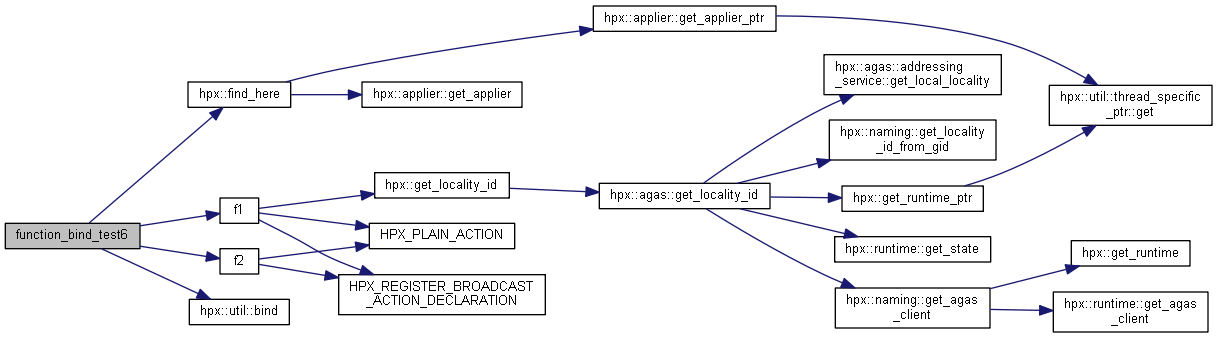 hpx::applier::get_applier_ptr
hpx::agas::addressing
_service::get_local_locality
hpx::find_here
hpx::applier::get_applier
hpx::util::thread_specific
_ptr::get
hpx::naming::get_locality
_id_from_gid
hpx::get_locality_id
hpx::agas::get_locality_id
hpx::get_runtime_ptr
f1
function_bind_test6
HPX_PLAIN_ACTION
hpx::runtime::get_state
hpx::get_runtime
f2
HPX_REGISTER_BROADCAST
_ACTION_DECLARATION
hpx::naming::get_agas
_client
hpx::util::bind
hpx::runtime::get_agas
_client